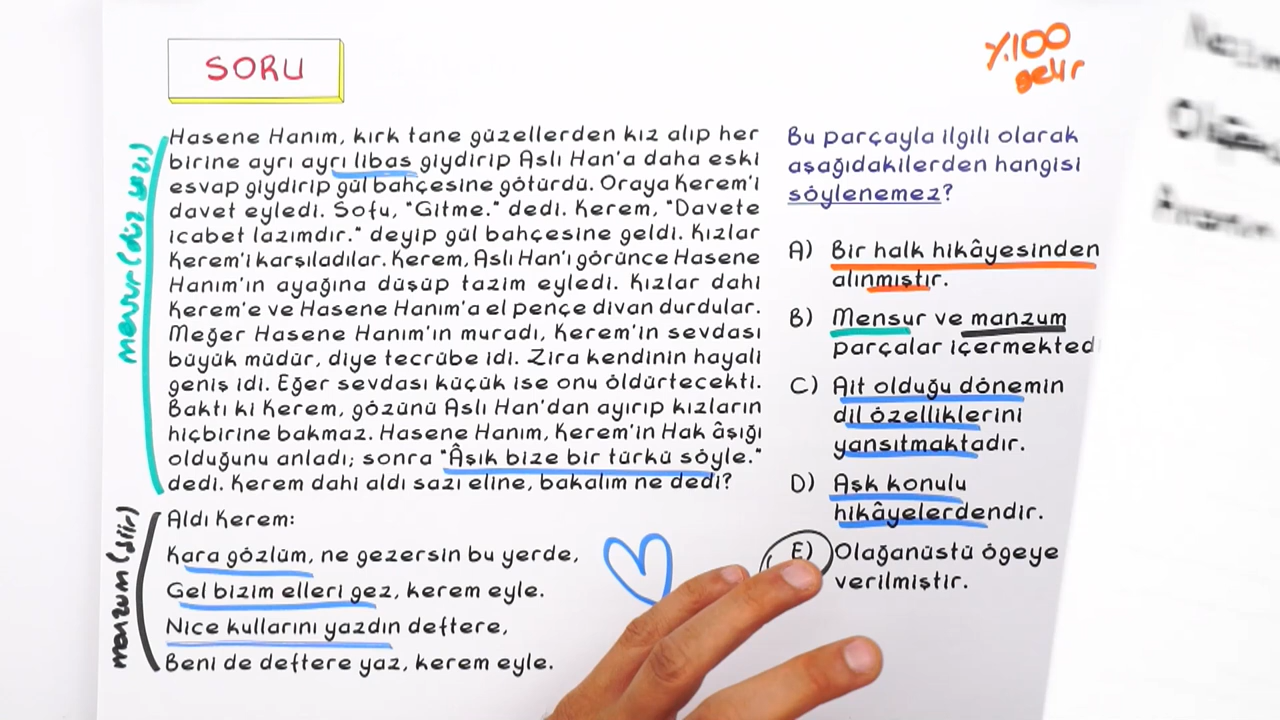 SORU
%100
gelir
mensur (düz yazı)
Hasene Hanım, kırk tane güzellerden kız alıp her
birine ayrı ayrı libas giydirip Aslı Han'a daha eski
esvap giydirip gül bahçesine götürdü. Oraya Kerem'i
davet eyledi. Sofu, "Gitme." dedi. Kerem, "Davete
icabet lazımdır." deyip gül bahçesine geldi. Kızlar
Kerem'i karşıladılar. Kerem, Aslı Han'ı görünce Hasene
Hanım'ın ayağına düşüp tazim eyledi. Kızlar dahi
Kerem'e ve Hasene Hanım'a el pençe divan durdular.
Meğer Hasene Hanım'ın muradı, Kerem'in sevdası
büyük müdür, diye tecrübe idi. Zira kendinin hayali
geniş idi. Eğer sevdası küçük ise onu öldürtecekti.
Baktı ki Kerem, gözünü Aslı Han'dan ayırıp kızların
hiçbirine bakmaz. Hasene Hanım, Kerem'in Hak âşığı
olduğunu anladı; sonra "Âşık bize bir türkü söyle."
dedi. Kerem dahi aldı sazı eline, bakalım ne dedi?
manzum (şiir)
Aldı Kerem:
Kara gözlüm, ne gezersin bu yerde,
Gel bizim elleri gez, kerem eyle.
Nice kullarını yazdın deftere,
Beni de deftere yaz, kerem eyle.
Bu parçayla ilgili olarak
aşağıdakilerden hangisi
söylenemez?
A) Bir halk hikâyesinden
alınmıştır.
B) Mensur ve manzum
parçalar içermekted
C) Ait olduğu dönemin
dil özelliklerini
yansıtmaktadır.
D) Aşk konulu
hikâyelerdendir.
E) Olağanüstü ögeye
verilmiştir.